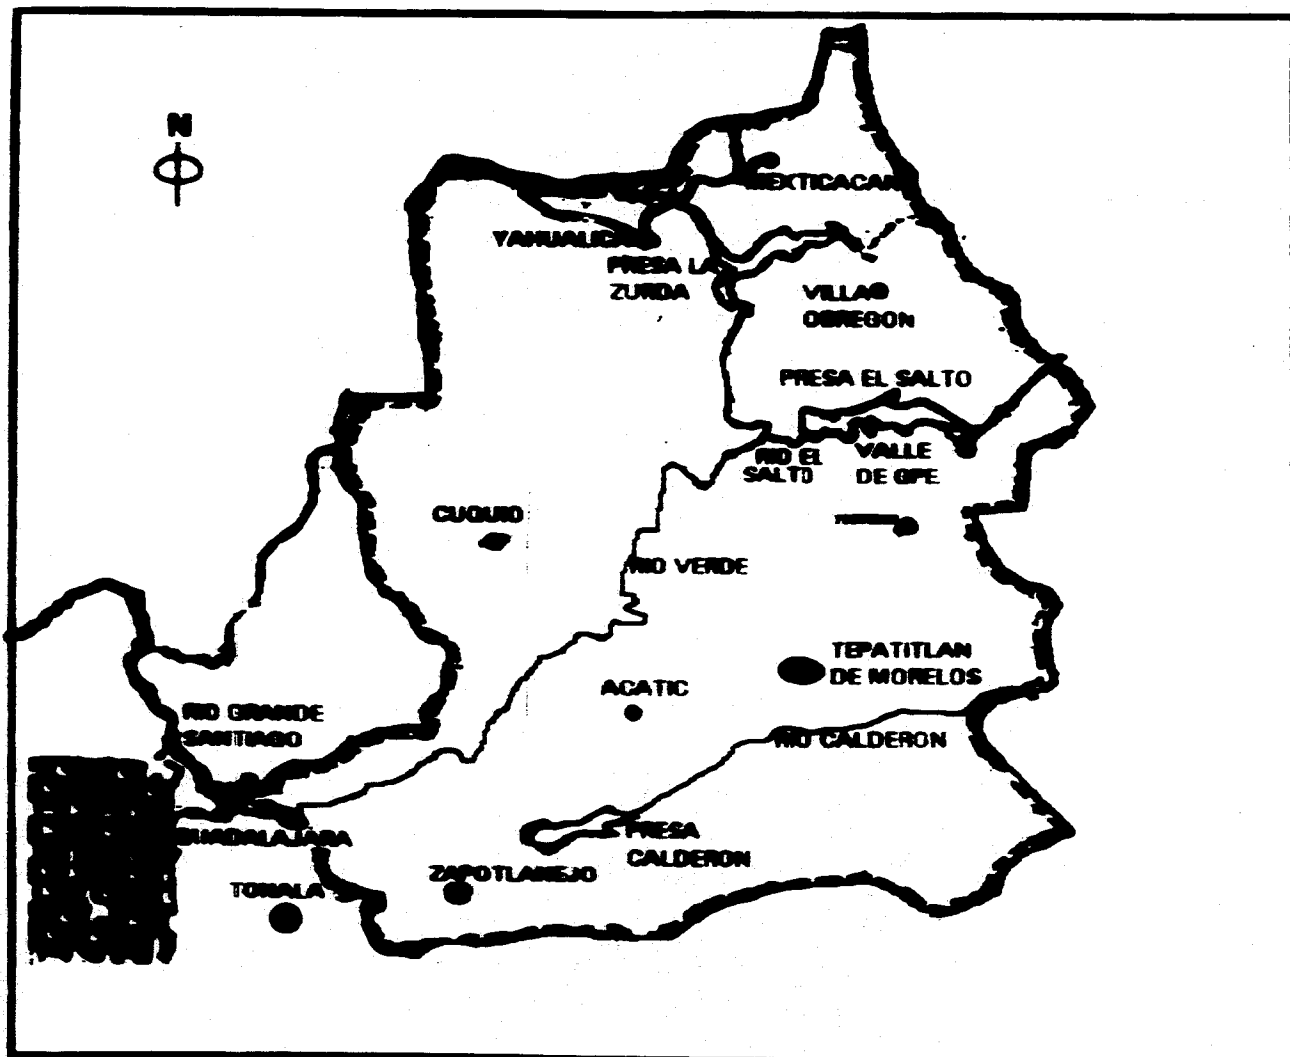 N
MEXTICACAN
YAHUALICA
PRESA LA
ZURDA
VILLA
OBREGON
PRESA EL SALTO
RIO EL
SALTO
VALLE
DE GPE.
CUQUIO
RIO VERDE
TEPATITLAN
DE MORELOS
ACATIC
RIO GRANDE
SANTIAGO
RIO CALDERON
GUADALAJARA
PRESA
CALDERON
ZAPOTLANEJO
TONALA